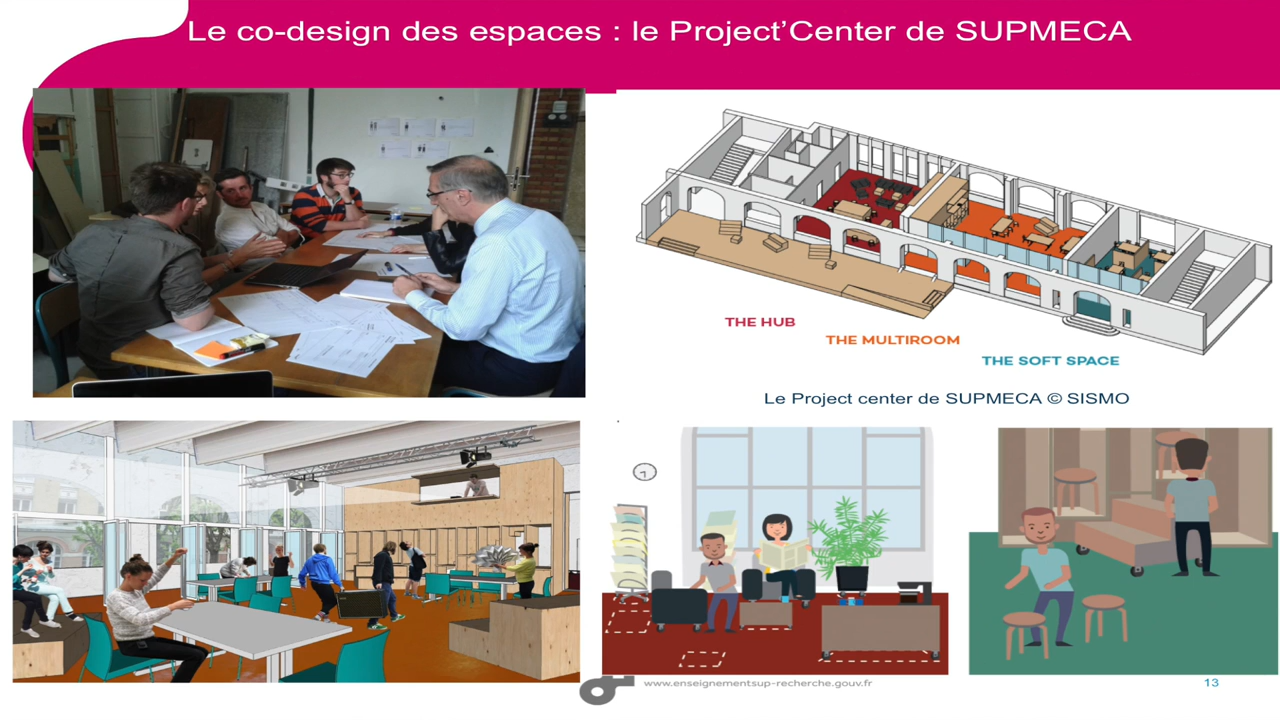 Le co-design des espaces : le Project’Center de SUPMECA
THE HUB
THE MULTIROOM
THE SOFT SPACE
Le Project center de SUPMECA © SISMO
www.enseignementsup-recherche.gouv.fr
13